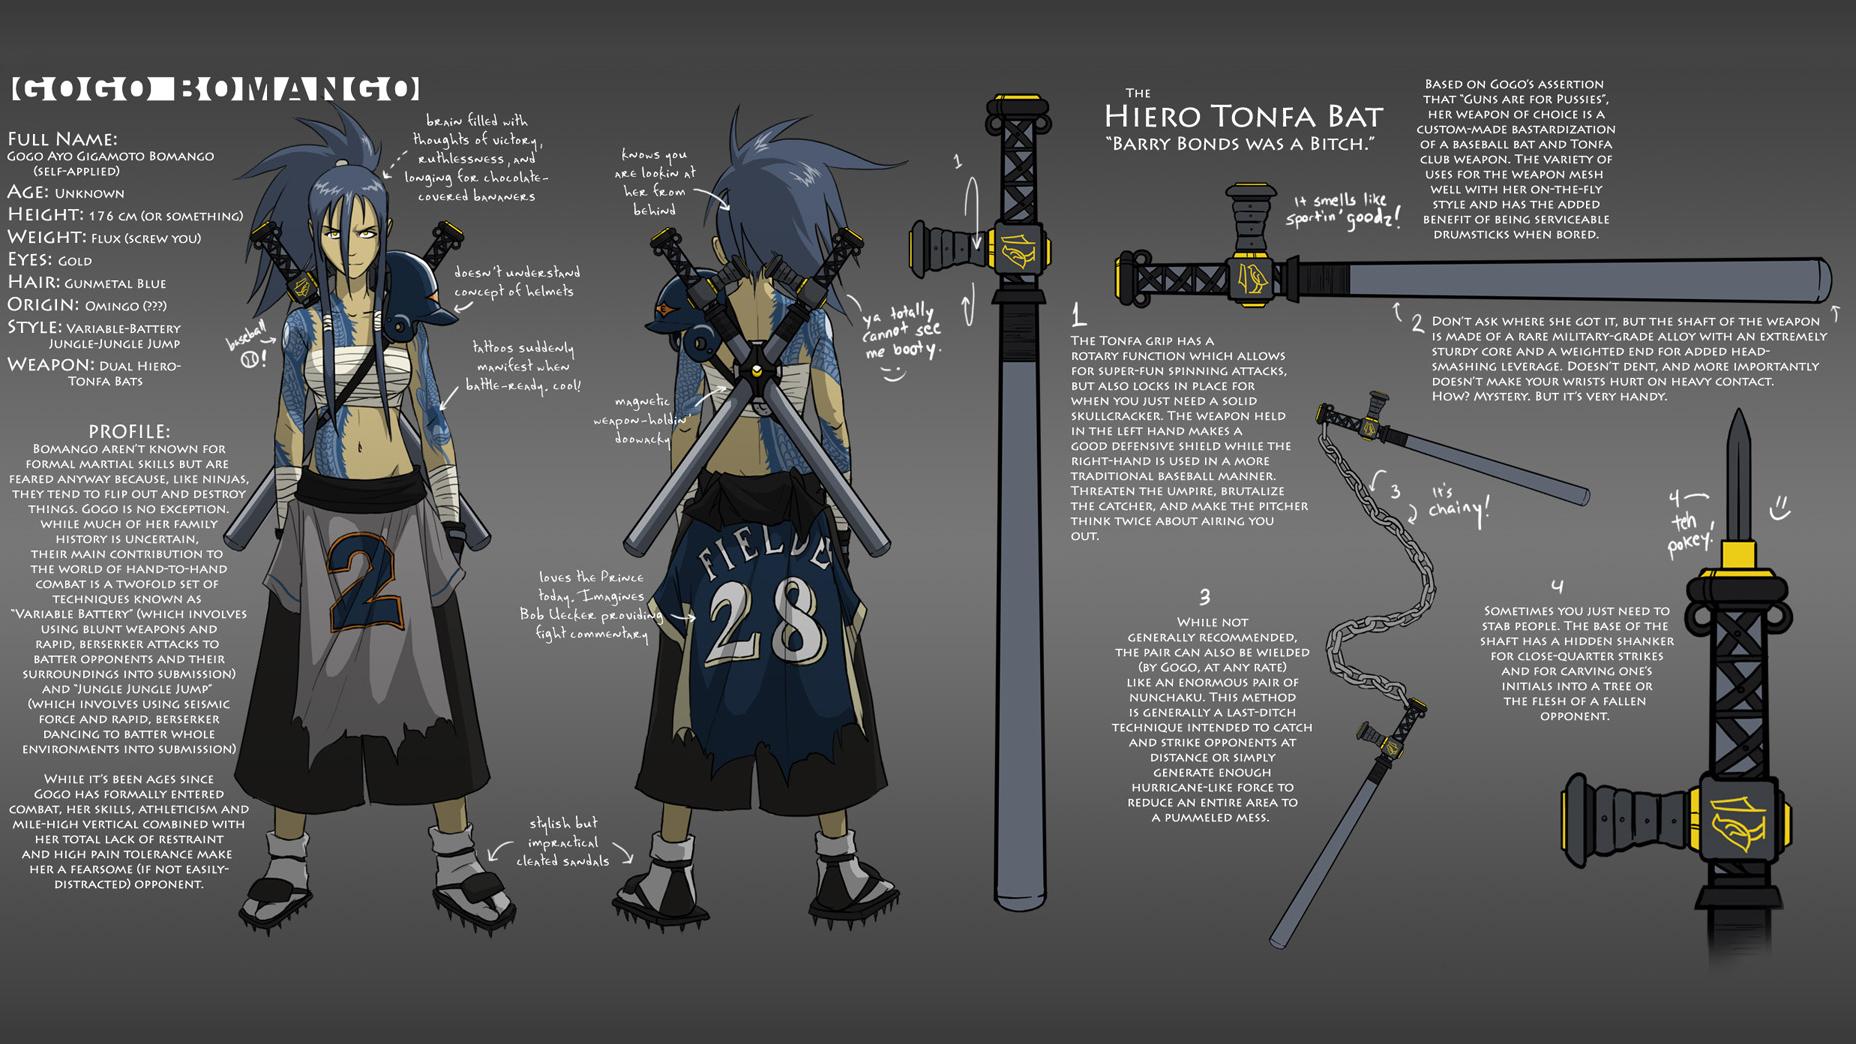 GOGO BOMANGO
Full Name:
Gogo Ayo Gigamoto Bomango
(self-applied)
Age: Unknown
Height: 176 cm (or something)
Weight: Flux (screw you)
Eyes: Gold
Hair: Gunmetal Blue
Origin: Omingo (???)
Style: Variable-Battery
Jungle-Jungle Jump
Weapon: Dual Hiero-
Tonfa Bats
Profile:
Bomango aren't known for
formal martial skills but are
feared anyway because, like ninjas,
they tend to flip out and destroy
things. Gogo is no exception.
While much of her family
history is uncertain,
their main contribution to
the world of hand-to-hand
combat is a twofold set of
techniques known as
"Variable Battery" (which involves
using blunt weapons and
rapid, berserker attacks to
batter opponents and their
surroundings into submission)
and "Jungle Jungle Jump"
(which involves using seismic
force and rapid, berserker
dancing to batter whole
environments into submission)
While it's been ages since
Gogo has formally entered
combat, her skills, athleticism and
mile-high vertical combined with
her total lack of restraint
and high pain tolerance make
her a fearsome (if not easily-
distracted) opponent.
brain filled with
thoughts of victory,
ruthlessness, and
longing for chocolate-
covered bananers
doesn't understand
concept of helmets
baseball
!
tattoos suddenly
manifest when
battle-ready. cool!
2
knows you
are lookin at
her from
behind
ya totally
cannot see
me booty.
magnetic
weapon-holdin'
doowacky
loves the Prince
today. Imagines
Bob Uecker providing
fight commentary
FIELDE
28
stylish but
impractical
cleated sandals
1
The
Hiero Tonfa Bat
"Barry Bonds was a Bitch."
Based on Gogo's assertion
that "Guns are for Pussies",
her weapon of choice is a
custom-made bastardization
of a baseball bat and Tonfa
club weapon. The variety of
uses for the weapon mesh
well with her on-the-fly
style and has the added
benefit of being serviceable
drumsticks when bored.
it smells like
sportin' goodz!
1
The Tonfa grip has a
rotary function which allows
for super-fun spinning attacks,
but also locks in place for
when you just need a solid
skullcracker. The weapon held
in the left hand makes a
good defensive shield while the
right-hand is used in a more
traditional baseball manner.
Threaten the umpire, brutalize
the catcher, and make the pitcher
think twice about airing you
out.
2
Don't ask where she got it, but the shaft of the weapon
is made of a rare military-grade alloy with an extremely
sturdy core and a weighted end for added head-
smashing leverage. Doesn't dent, and more importantly
doesn't make your wrists hurt on heavy contact.
How? Mystery. But it's very handy.
3
it's
chainy!
3
While not
generally recommended,
the pair can also be wielded
(by Gogo, at any rate)
like an enormous pair of
nunchaku. This method
is generally a last-ditch
technique intended to catch
and strike opponents at
distance or simply
generate enough
hurricane-like force to
reduce an entire area to
a pummeled mess.
4
teh
pokey!
4
Sometimes you just need to
stab people. The base of the
shaft has a hidden shanker
for close-quarter strikes
and for carving one's
initials into a tree or
the flesh of a fallen
opponent.